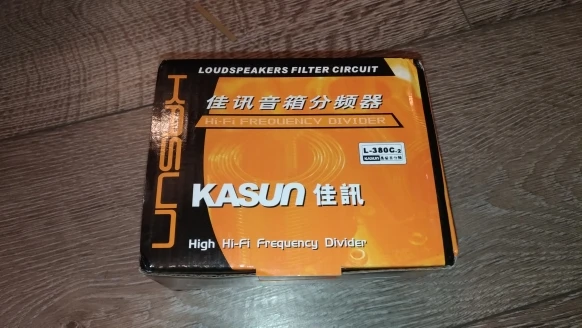 LOUDSPEAKERS FILTER CIRCUIT
佳讯音箱分频器
Hi-Fi FREQUENCY DIVIDER
L-380C-2
KASUN
KASUN 佳訊
High Hi-Fi Frequency Divider
KASUN